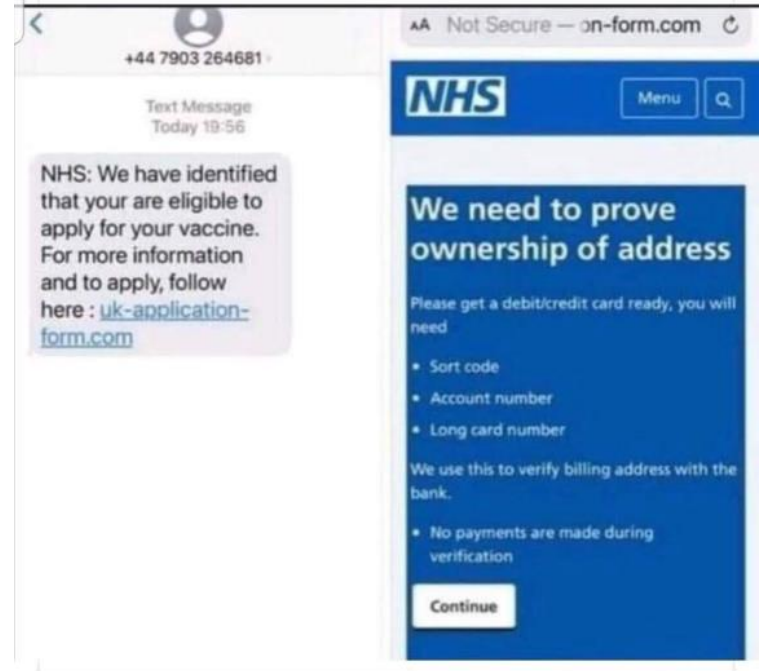 +44 7903 264681
Text Message
Today 19:56
NHS: We have identified
that your are eligible to
apply for your vaccine.
For more information
and to apply, follow
here : uk-application-
form.com
AA Not Secure — on-form.com
NHS
Menu
We need to prove
ownership of address
Please get a debit/credit card ready, you will
need
• Sort code
• Account number
• Long card number
We use this to verify billing address with the
bank.
• No payments are made during
verification
Continue